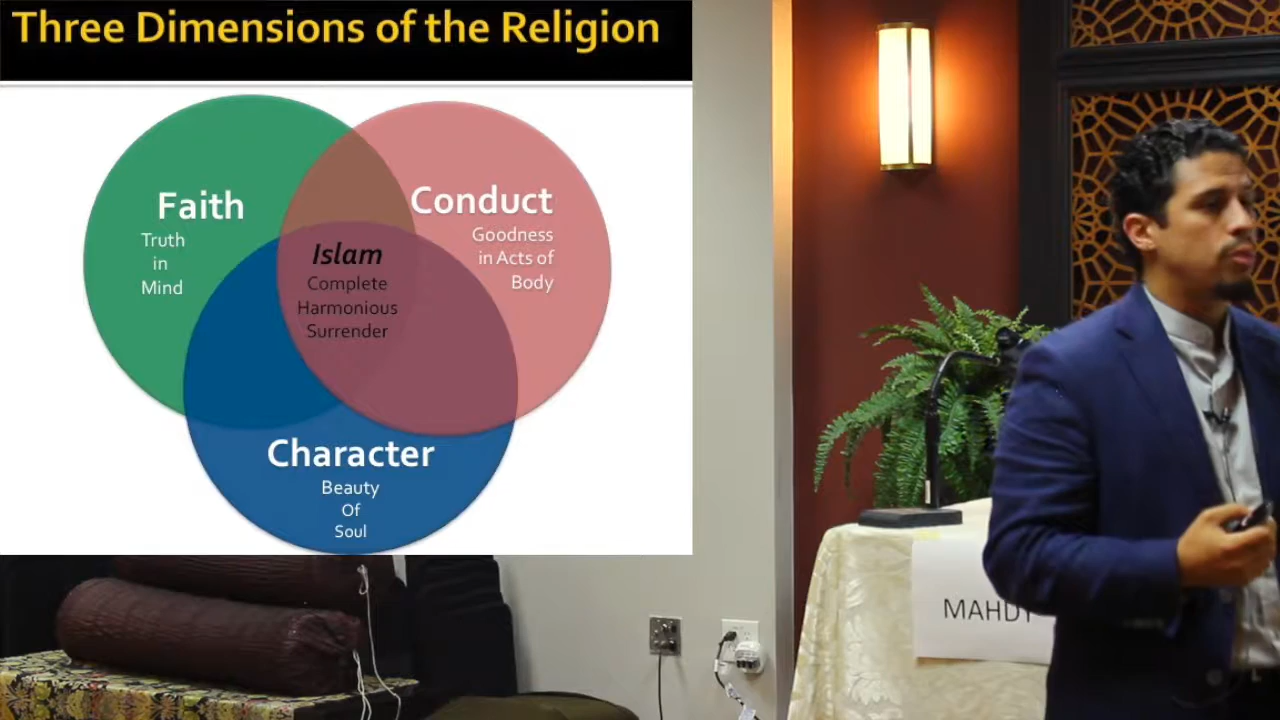 Three Dimensions of the Religion
Faith
Truth
in
Mind
Conduct
Goodness
in Acts of
Body
Islam
Complete
Harmonious
Surrender
Character
Beauty
Of
Soul
MAHDY